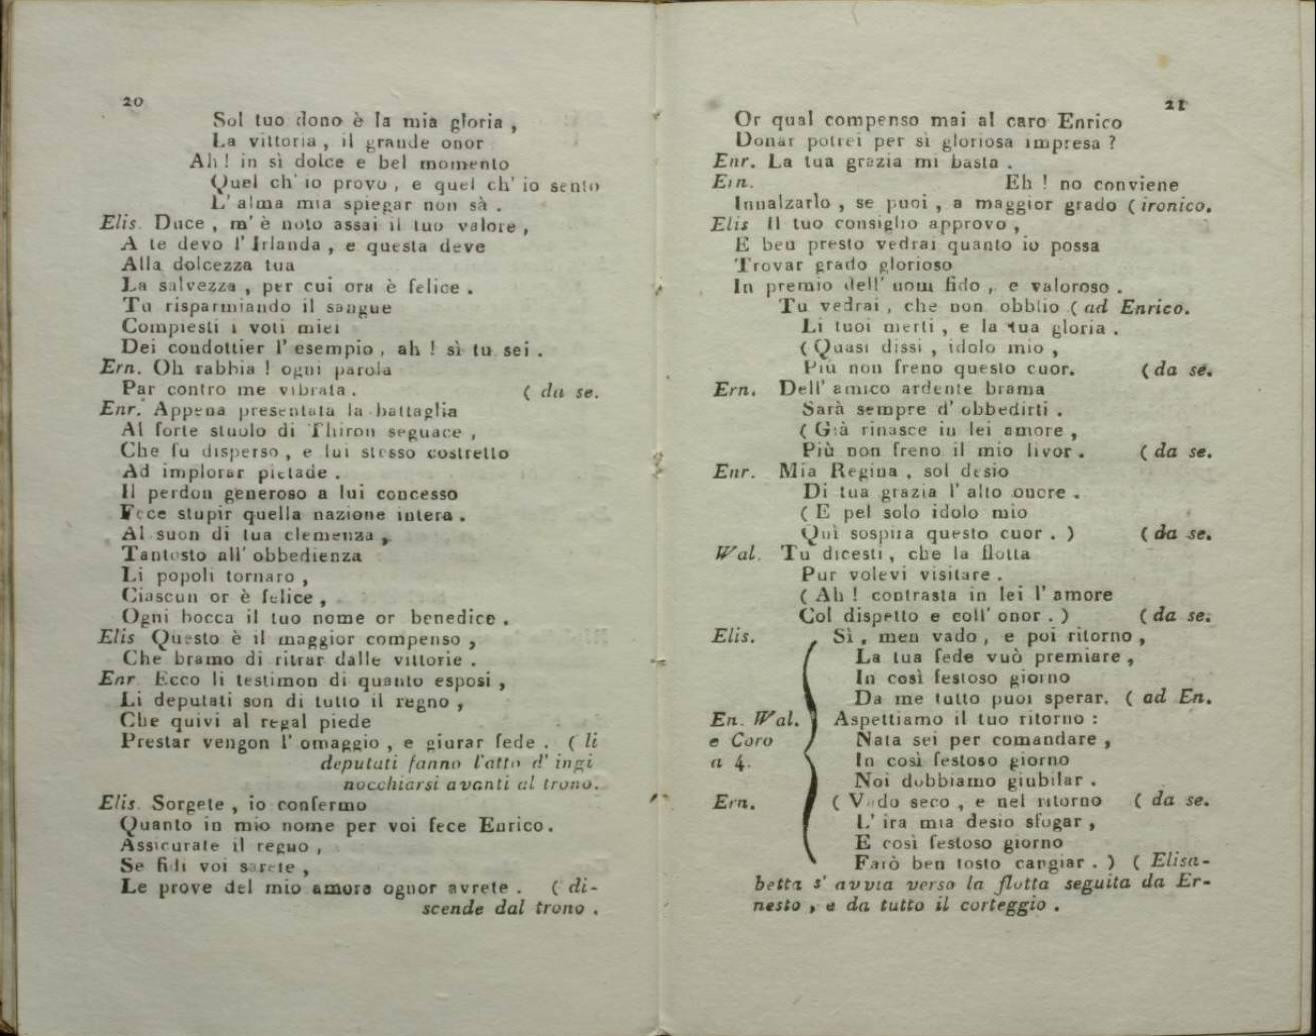 20
Sol tuo dono è la mia gloria ,
La vittoria , il grande onor
Ah ! in sì dolce e bel momento
Quel ch' io provo , e quel ch' io sento
L' alma mia spiegar non sà .
Elis. Duce , m' è noto assai il tuo valore ,
A te devo l' Irlanda , e questa deve
Alla dolcezza tua
La salvezza , per cui ora è felice .
Tu risparmiando il sangue
Compiesti i voti miei
Dei condottier l' esempio , ah ! sì tu sei .
Ern. Oh rabbia ! ogni parola
Par contro me vibrata . ( da se.
Enr. Appena presentata la battaglia
Al forte stuolo di Thiron seguace ,
Che fu disperso , e lui stesso costretto
Ad implorar pietade .
Il perdon generoso a lui concesso
Fece stupir quella nazione intera .
Al suon di tua clemenza ,
Tantosto all' obbedienza
Li popoli tornaro ,
Ciascun or è felice ,
Ogni bocca il tuo nome or benedice .
Elis Questo è il maggior compenso ,
Che bramo di ritrar dalle vittorie .
Enr Ecco li testimon di quanto esposi ,
Li deputati son di tutto il regno ,
Che quivi al regal piede
Prestar vengon l' omaggio , e giurar fede . ( li
deputati fanno l'atto d' ingi
nocchiarsi avanti al trono.
Elis. Sorgete , io confermo
Quanto in mio nome per voi fece Enrico.
Assicurate il regno ,
Se fidi voi sarete ,
Le prove del mio amore ognor avrete . ( di-
scende dal trono .
21
Or qual compenso mai al caro Enrico
Donar potrei per sì gloriosa impresa ?
Enr. La tua grazia mi basta .
Ern. Eh ! no conviene
Innalzarlo , se puoi , a maggior grado ( ironico.
Elis Il tuo consiglio approvo ,
E ben presto vedrai quanto io possa
Trovar grado glorioso
In premio dell' uom fido , e valoroso .
Tu vedrai , che non obblio ( ad Enrico.
Li tuoi merti , e la tua gloria .
( Quasi dissi , idolo mio ,
Più non freno questo cuor. ( da se.
Ern. Dell' amico ardente brama
Sarà sempre d' obbedirti .
( Già rinasce in lei amore ,
Più non freno il mio livor . ( da se.
Enr. Mia Regina , sol desio
Di tua grazia l' alto onore .
( E pel solo idolo mio
Quì sospira questo cuor . ) ( da se.
Wal. Tu dicesti , che la flotta
Pur volevi visitare .
( Ah ! contrasta in lei l' amore
Col dispetto e coll' onor . ) ( da se.
Elis. Sì , men vado , e poi ritorno ,
La tua fede vuò premiare ,
In così festoso giorno
Da me tutto puoi sperar. ( ad En.
En. Wal. Aspettiamo il tuo ritorno :
e Coro Nata sei per comandare ,
a 4. In così festoso giorno
Noi dobbiamo giubilar .
Ern. ( Vado seco , e nel ritorno ( da se.
L' ira mia desio sfogar ,
E così festoso giorno
Farò ben tosto cangiar . ) ( Elisa-
betta s' avvia verso la flotta seguita da Er-
nesto , e da tutto il corteggio .